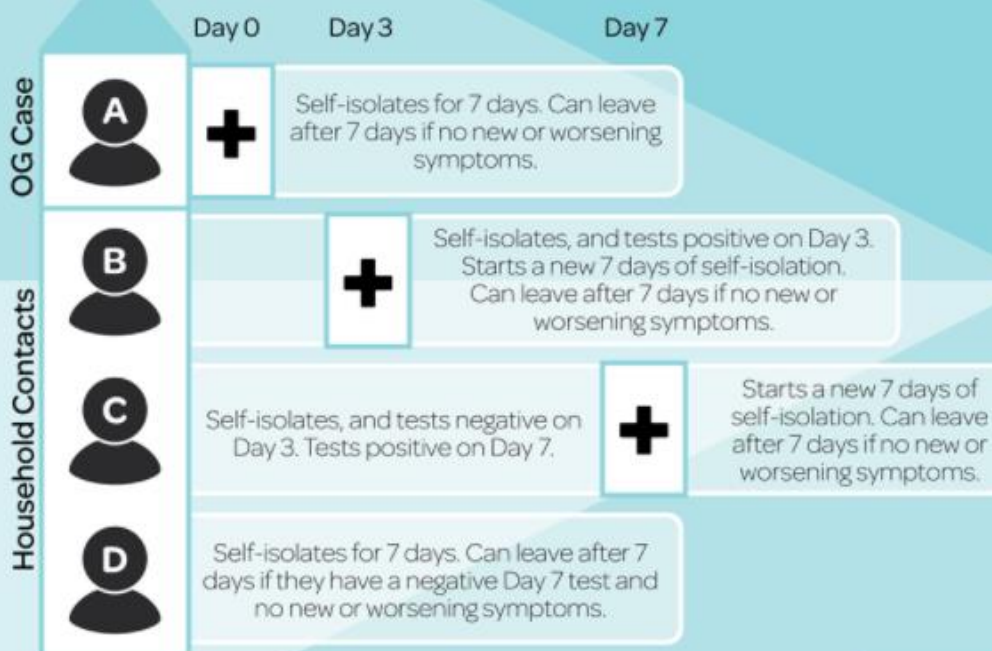 Day 0
Day 3
Day 7
OG Case
A
Self-isolates for 7 days. Can leave
after 7 days if no new or worsening
symptoms.
Household Contacts
B
Self-isolates, and tests positive on Day 3.
Starts a new 7 days of self-isolation.
Can leave after 7 days if no new or
worsening symptoms.
C
Self-isolates, and tests negative on
Day 3. Tests positive on Day 7.
Starts a new 7 days of
self-isolation. Can leave
after 7 days if no new or
worsening symptoms.
D
Self-isolates for 7 days. Can leave after 7
days if they have a negative Day 7 test and
no new or worsening symptoms.